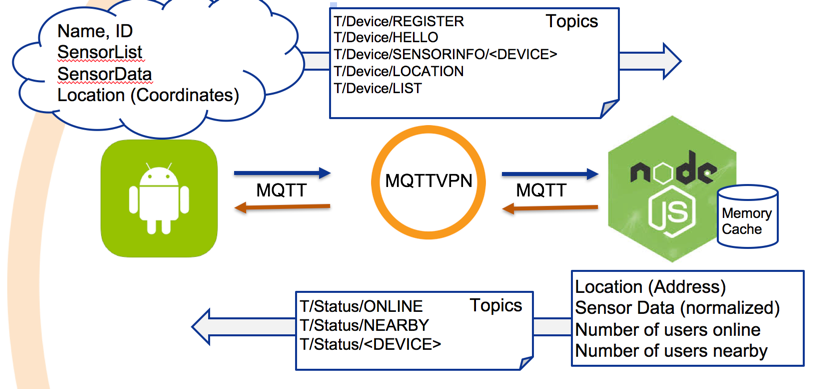 Name, ID
SensorList
SensorData
Location (Coordinates)
Topics
T/Device/REGISTER
T/Device/HELLO
T/Device/SENSORINFO/<DEVICE>
T/Device/LOCATION
T/Device/LIST
MQTT
MQTTVPN
MQTT
node
JS
Memory
Cache
Topics
T/Status/ONLINE
T/Status/NEARBY
T/Status/<DEVICE>
Location (Address)
Sensor Data (normalized)
Number of users online
Number of users nearby